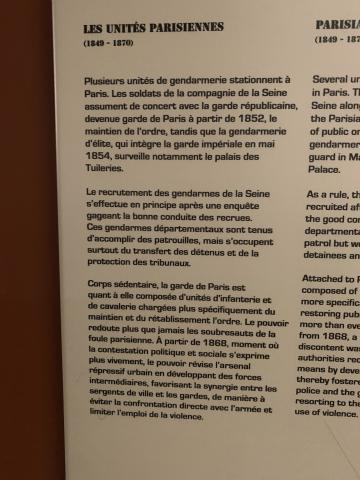 LES UNITÉS PARISIENNES
(1849 - 1870)
Plusieurs unités de gendarmerie stationnent à
Paris. Les soldats de la compagnie de la Seine
assument de concert avec la garde républicaine,
devenue garde de Paris à partir de 1852, le
maintien de l'ordre, tandis que la gendarmerie
d'élite, qui intègre la garde impériale en mai
1854, surveille notamment le palais des
Tuileries.
Le recrutement des gendarmes de la Seine
s'effectue en principe après une enquête
gageant la bonne conduite des recrues.
Ces gendarmes départementaux sont tenus
d'accomplir des patrouilles, mais s'occupent
surtout du transfert des détenus et de la
protection des tribunaux.
Corps sédentaire, la garde de Paris est
quant à elle composée d'unités d'infanterie et
de cavalerie chargées plus spécifiquement du
maintien et du rétablissement l'ordre. Le pouvoir
redoute plus que jamais les soubresauts de la
foule parisienne. À partir de 1868, moment où
la contestation politique et sociale s'exprime
plus vivement, le pouvoir révise l'arsenal
répressif urbain en développant des forces
intermédiaires, favorisant la synergie entre les
sergents de ville et les gardes, de manière à
éviter la confrontation directe avec l'armée et
limiter l'emploi de la violence.
PARISIA
(1849 - 187
Several un
in Paris. Th
Seine along
the Parisia
of public or
gendarmer
guard in Ma
Palace.
As a rule, th
recruited aft
the good con
departmenta
patrol but we
detainees an
Attached to P
composed of
more specific
restoring publ
more than eve
from 1868, a
discontent was
authorities rec
means by deve
thereby fostere
police and the g
resorting to the
use of violence.